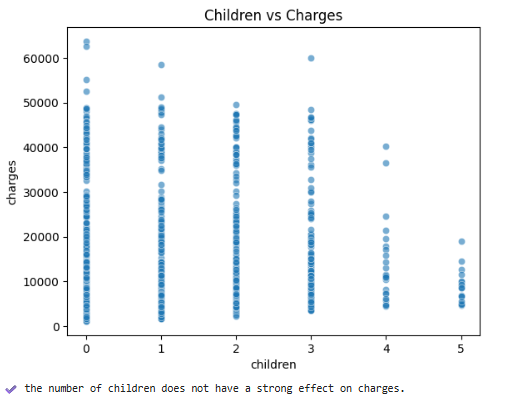 Children vs Charges
60000
50000
40000
30000
20000
10000
0
charges
0 1 2 3 4 5
children
the number of children does not have a strong effect on charges.